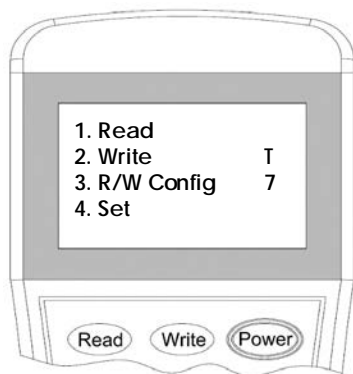 1. Read
2. Write T
3. R/W Config 7
4. Set
Read Write Power